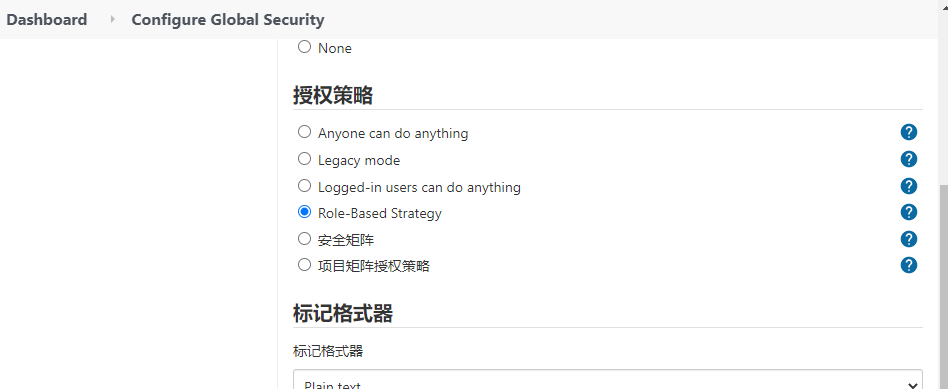 Dashboard Configure Global Security
None
授权策略
Anyone can do anything
Legacy mode
Logged-in users can do anything
Role-Based Strategy
安全矩阵
项目矩阵授权策略
标记格式器
标记格式器
Plain text